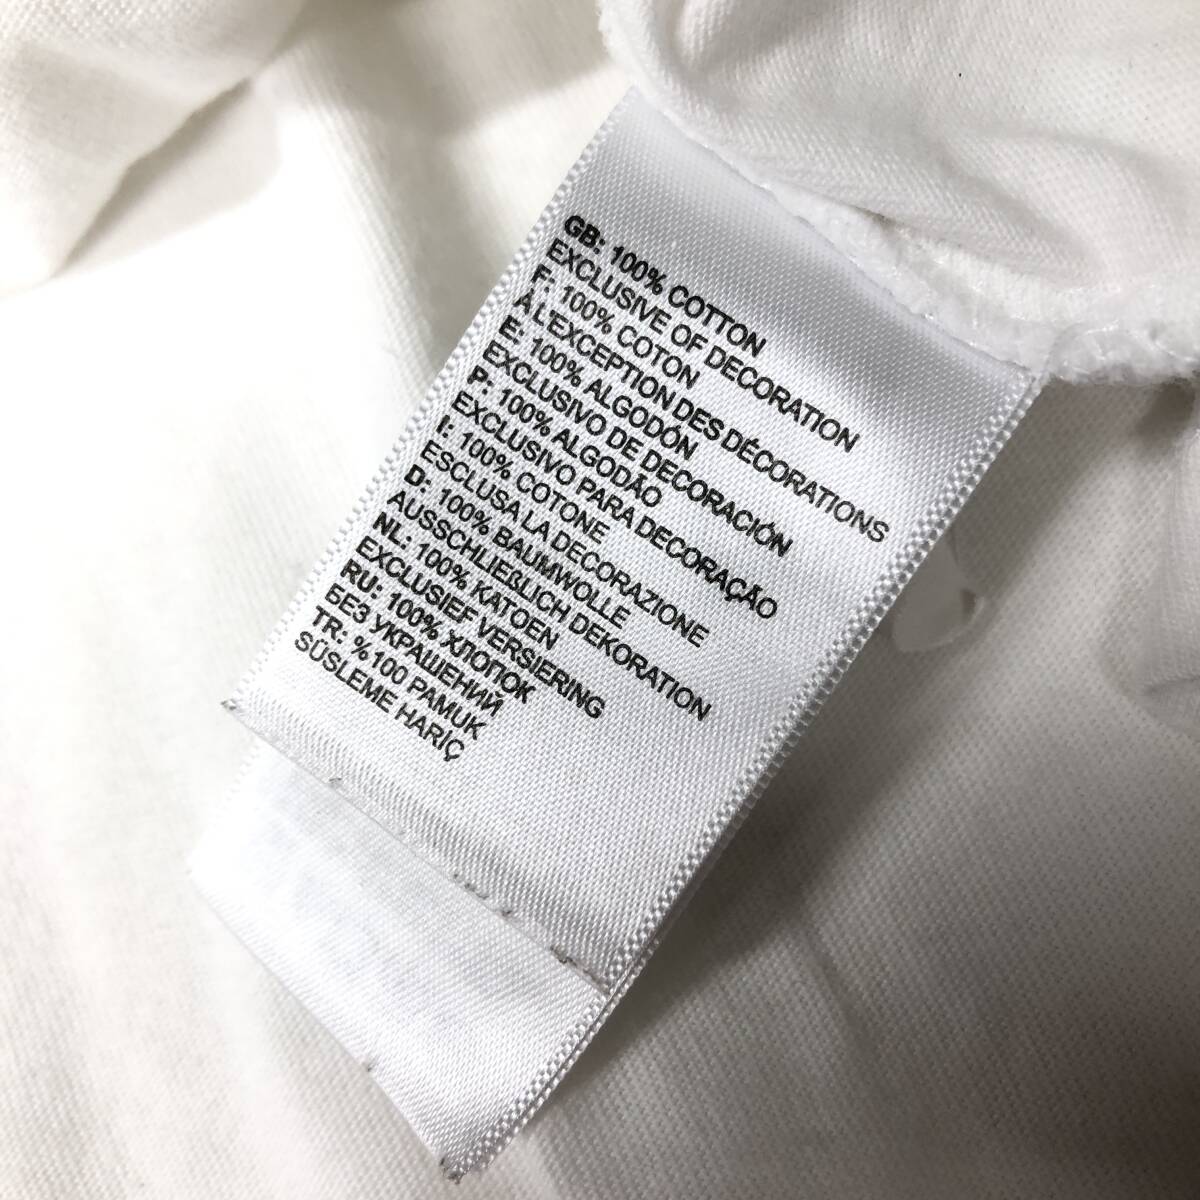 GB: 100% COTTON
EXCLUSIVE OF DECORATION
F: 100% COTON
À L'EXCEPTION DES DÉCORATIONS
E: 100% ALGODÓN
EXCLUSIVO DE DECORACIÓN
P: 100% ALGODÃO
EXCLUSIVO PARA DECORAÇÃO
I: 100% COTONE
ESCLUSA LA DECORAZIONE
D: 100% BAUMWOLLE
AUSSCHLIEßLICH DEKORATION
NL: 100% KATOEN
EXCLUSIEF VERSIERING
RU: 100% ХЛОПОК
БЕЗ УКРАШЕНИЙ
TR: %100 PAMUK
SÜSLEME HARİÇ